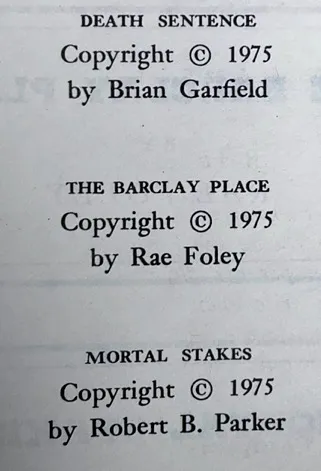 DEATH SENTENCE
Copyright © 1975
by Brian Garfield
THE BARCLAY PLACE
Copyright © 1975
by Rae Foley
MORTAL STAKES
Copyright © 1975
by Robert B. Parker